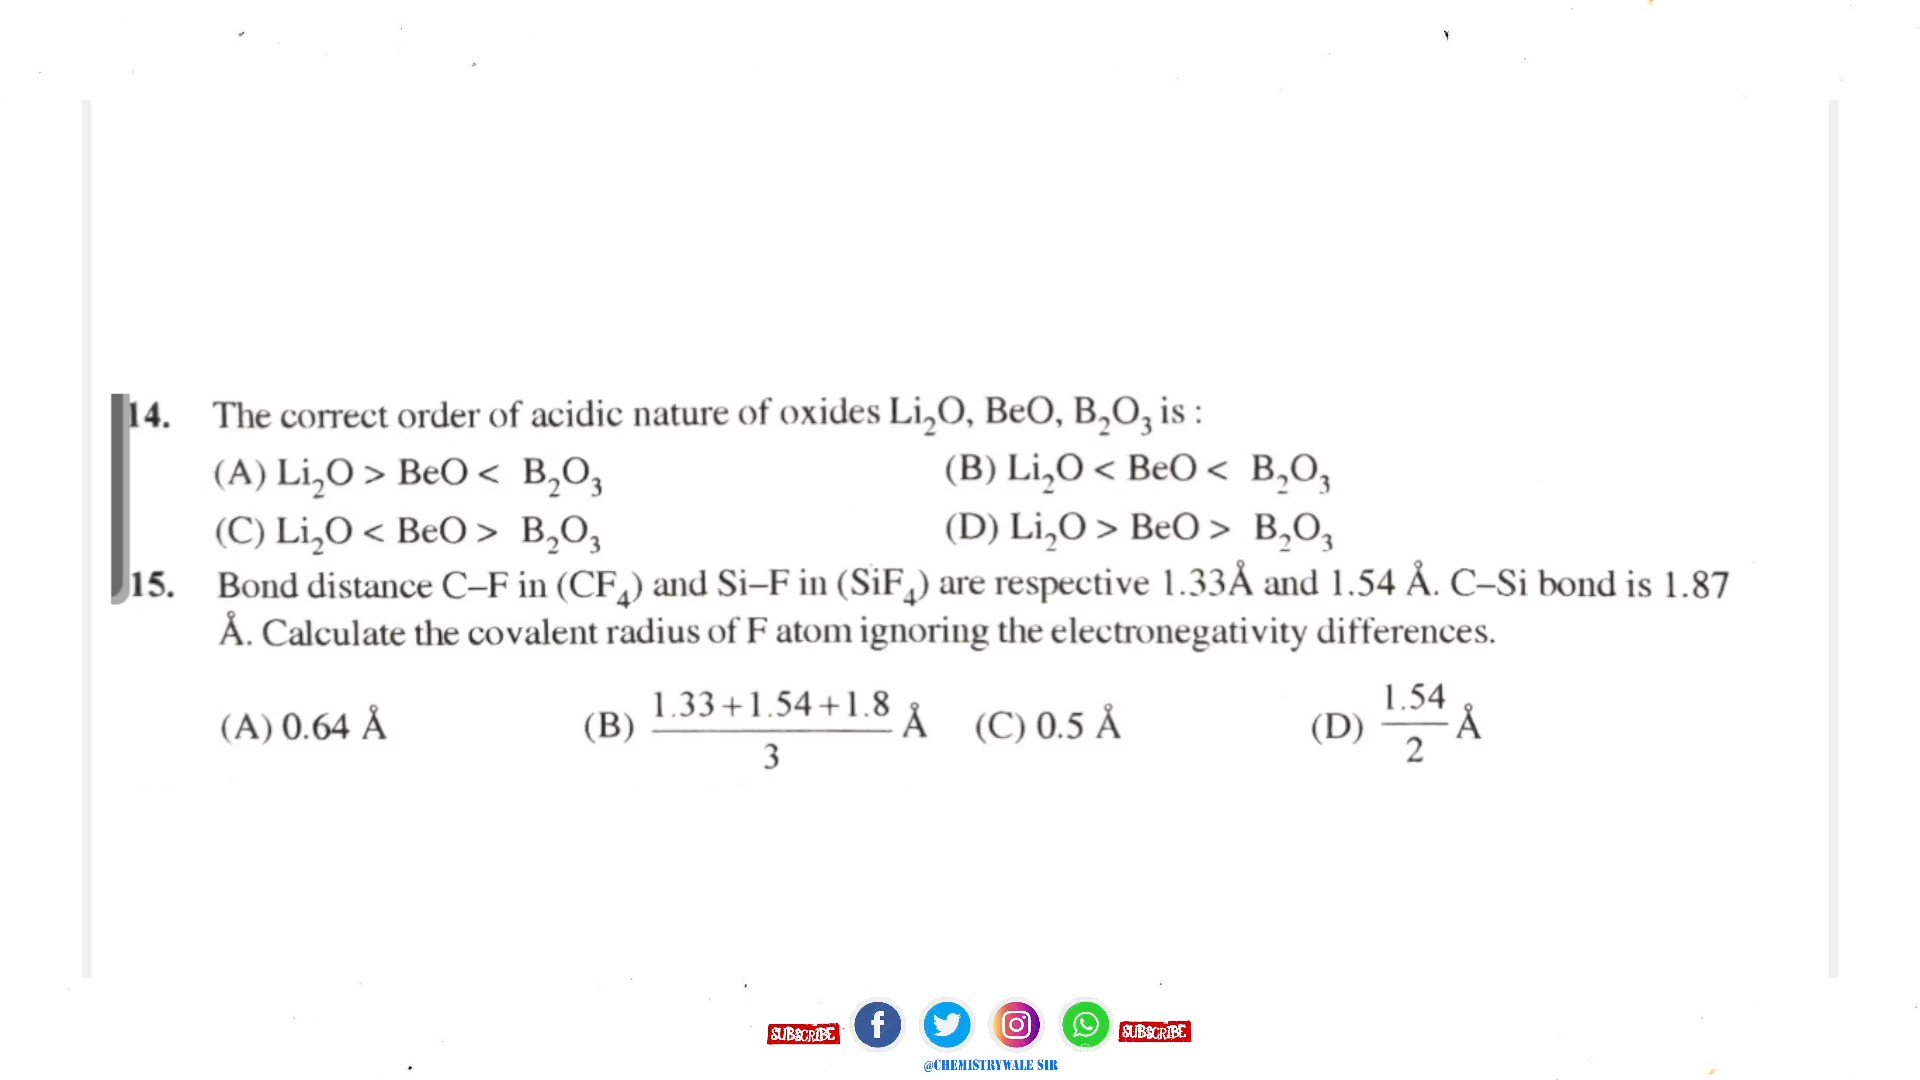 14. The correct order of acidic nature of oxides Li₂O, BeO, B₂O₃ is :
(A) Li₂O > BeO < B₂O₃ (B) Li₂O < BeO < B₂O₃
(C) Li₂O < BeO > B₂O₃ (D) Li₂O > BeO > B₂O₃
15. Bond distance C–F in (CF₄) and Si–F in (SiF₄) are respective 1.33Å and 1.54 Å. C–Si bond is 1.87
Å. Calculate the covalent radius of F atom ignoring the electronegativity differences.
(A) 0.64 Å (B) (1.33+1.54+1.8)/3 Å (C) 0.5 Å (D) 1.54/2 Å
SUBSCRIBE f SUBSCRIBE
@CHEMISTRYWALE SIR